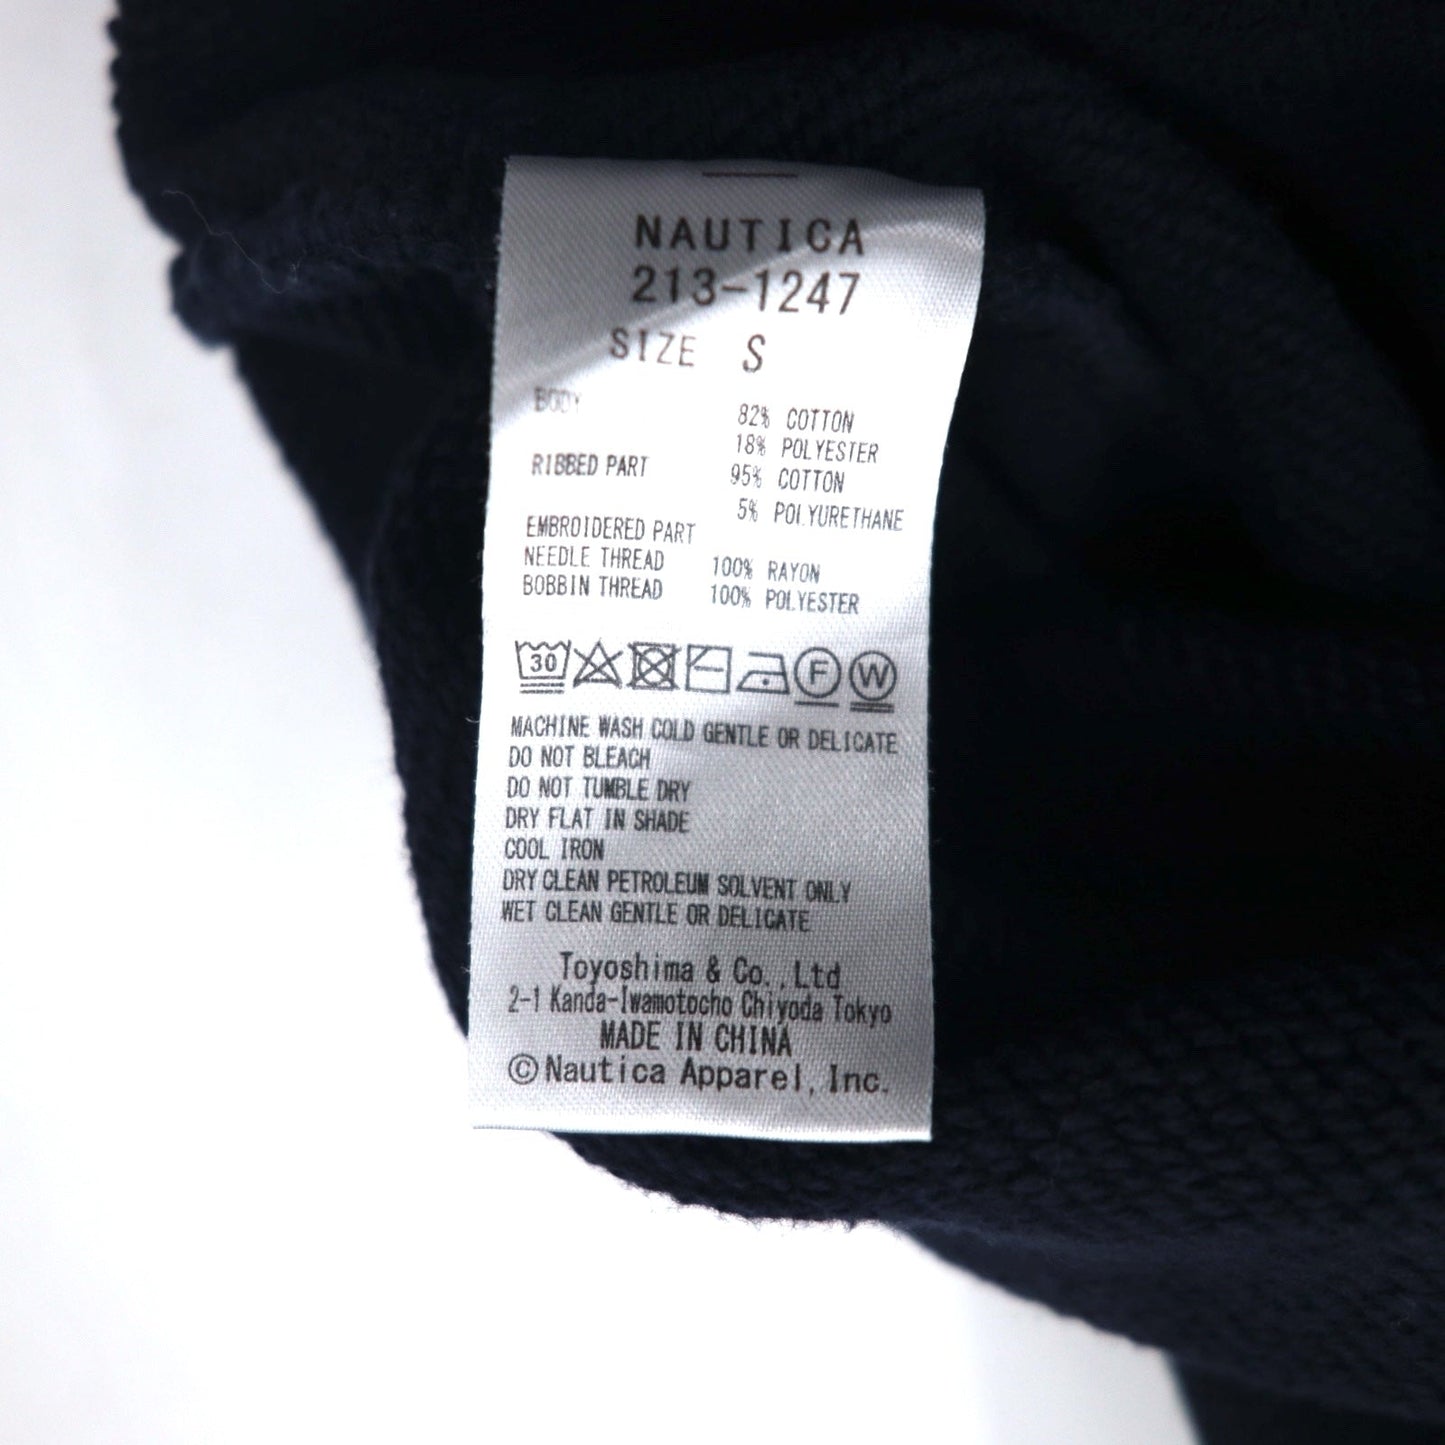 NAUTICA
213-1247
SIZE S
BODY 82% COTTON
18% POLYESTER
RIBBED PART 95% COTTON
5% POLYURETHANE
EMBROIDERED PART
NEEDLE THREAD 100% RAYON
BOBBIN THREAD 100% POLYESTER
30 F W
MACHINE WASH COLD GENTLE OR DELICATE
DO NOT BLEACH
DO NOT TUMBLE DRY
DRY FLAT IN SHADE
COOL IRON
DRY CLEAN PETROLEUM SOLVENT ONLY
WET CLEAN GENTLE OR DELICATE
Toyoshima & Co., Ltd
2-1 Kanda-Iwamotocho Chiyoda Tokyo
MADE IN CHINA
©Nautica Apparel, Inc.